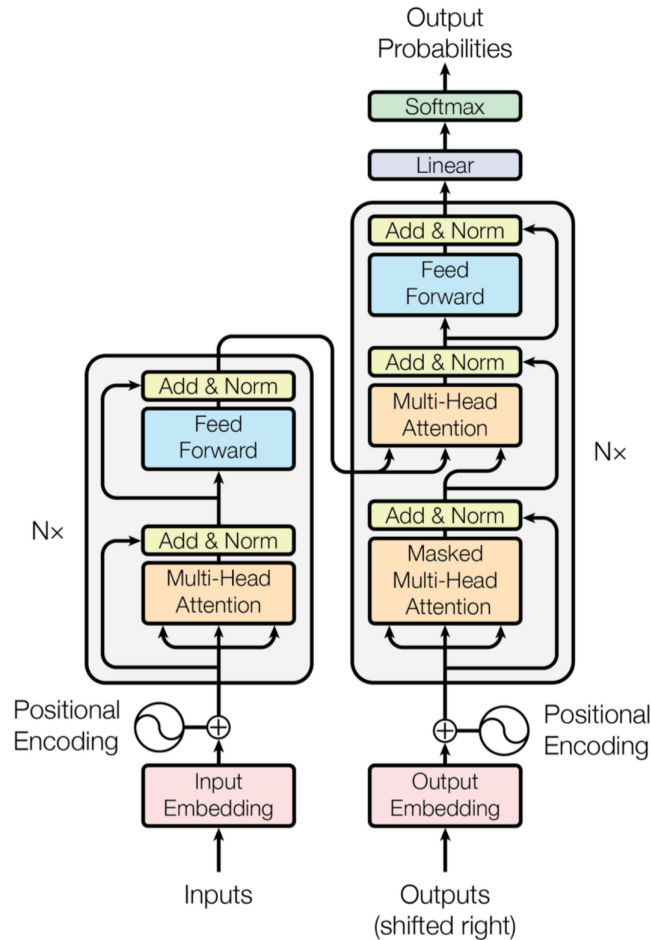 Output
Probabilities
Softmax
Linear
Add & Norm
Feed
Forward
Add & Norm
Multi-Head
Attention
Nx
Add & Norm
Masked
Multi-Head
Attention
Add & Norm
Feed
Forward
Nx
Add & Norm
Multi-Head
Attention
Positional
Encoding
Positional
Encoding
Input
Embedding
Output
Embedding
Inputs
Outputs
(shifted right)